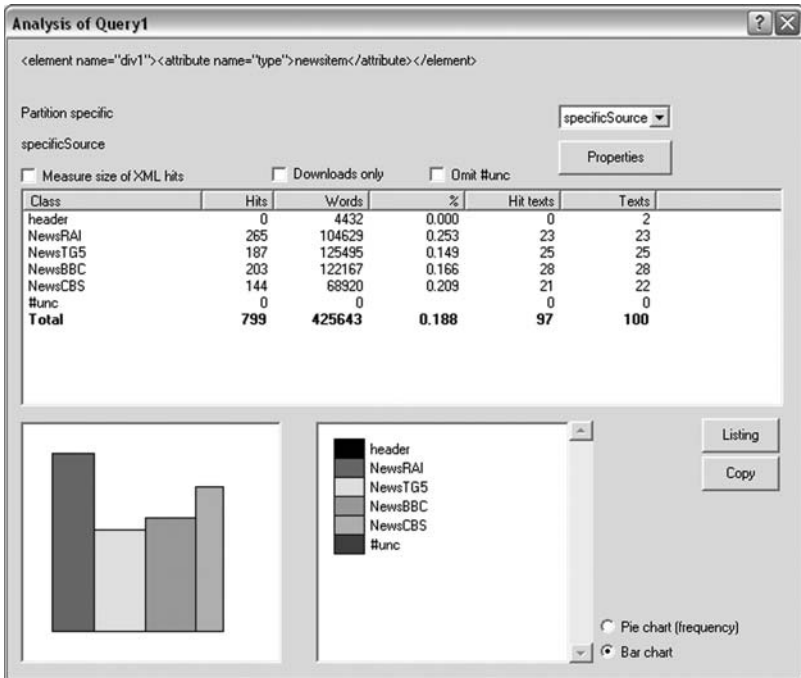 Analysis of Query1
<element name="div1"><attribute name="type">newsitem</attribute></element>
Partition specific
specificSource
specificSource
Properties
Measure size of XML hits Downloads only Omit #unc
Class Hits Words % Hit texts Texts
header 0 4432 0.000 0 2
NewsRAI 265 104629 0.253 23 23
NewsTG5 187 125495 0.149 25 25
NewsBBC 203 122167 0.166 28 28
NewsCBS 144 68920 0.209 21 22
#unc 0 0 0 0
Total 799 425643 0.188 97 100
header
NewsRAI
NewsTG5
NewsBBC
NewsCBS
#unc
Listing
Copy
Pie chart (frequency)
Bar chart